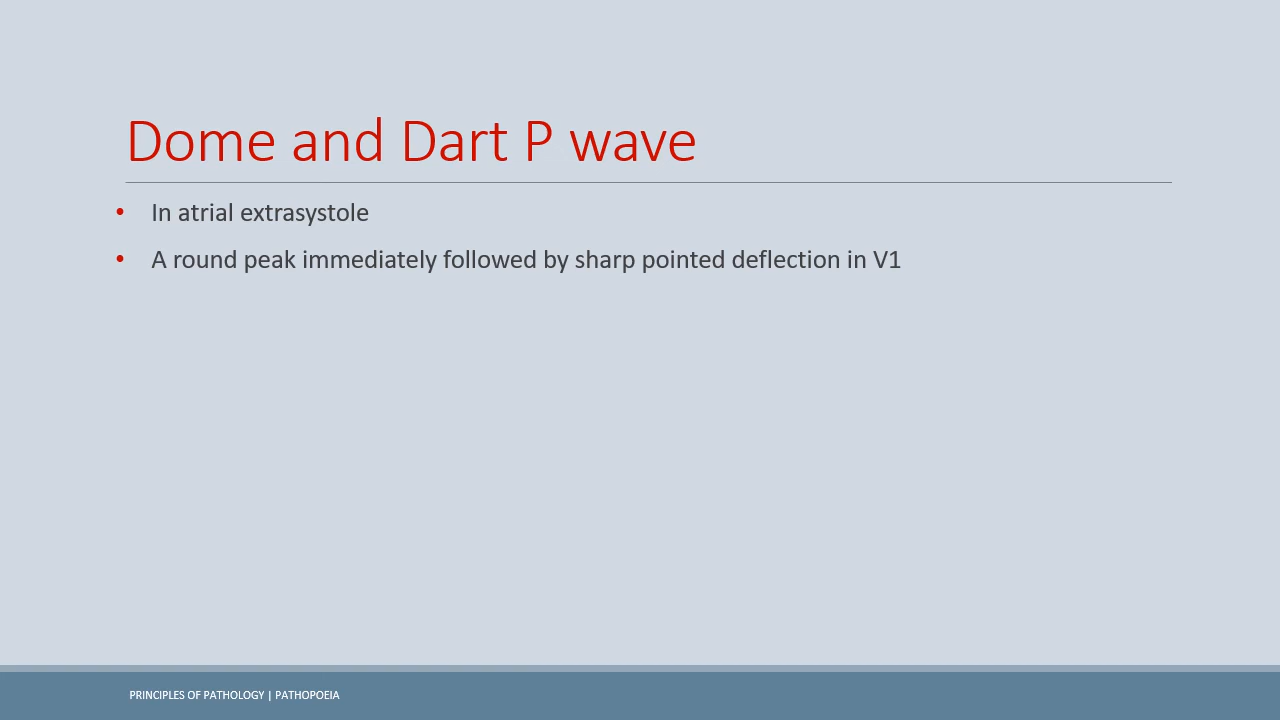 Dome and Dart P wave
• In atrial extrasystole
• A round peak immediately followed by sharp pointed deflection in V1
PRINCIPLES OF PATHOLOGY | PATHOPOEIA